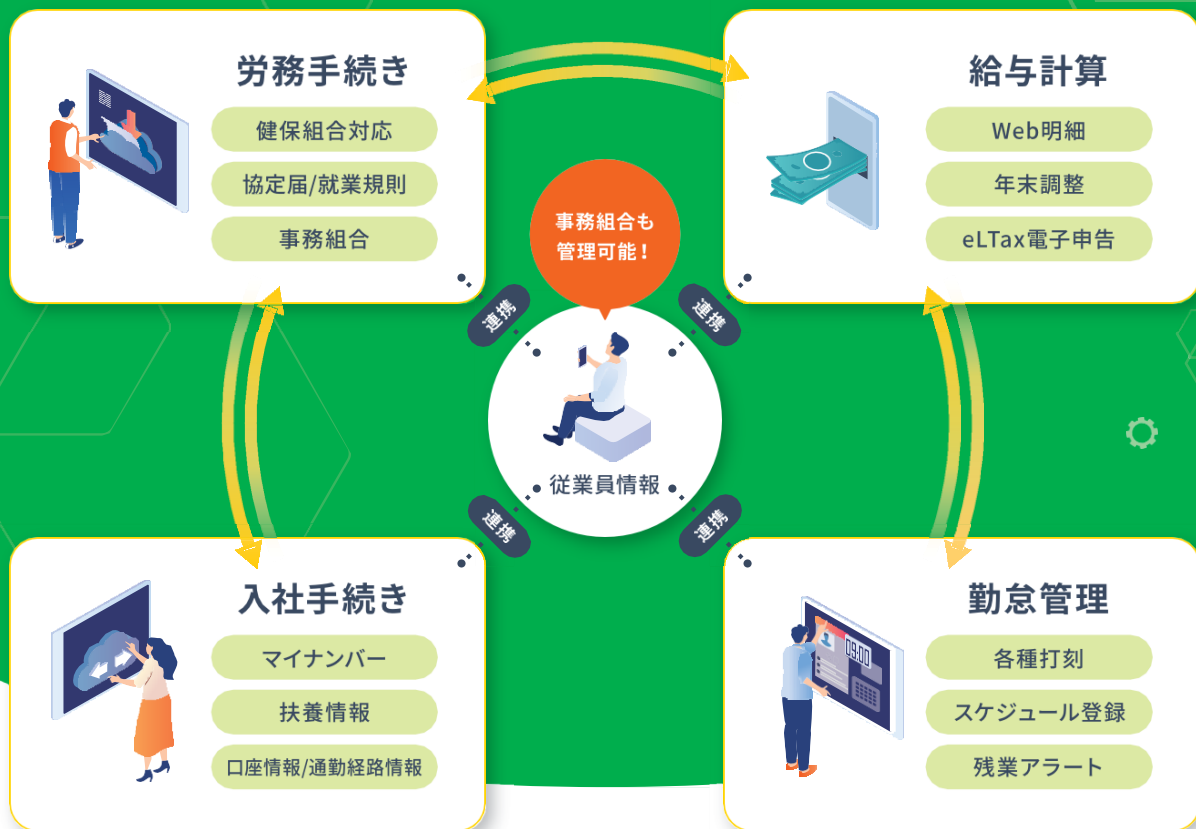 労務手続き
健保組合対応
協定届/就業規則
事務組合
給与計算
Web明細
年末調整
eLTax電子申告
事務組合も
管理可能！
連携
連携
従業員情報
連携
連携
入社手続き
マイナンバー
扶養情報
口座情報/通勤経路情報
勤怠管理
09:00
各種打刻
スケジュール登録
残業アラート